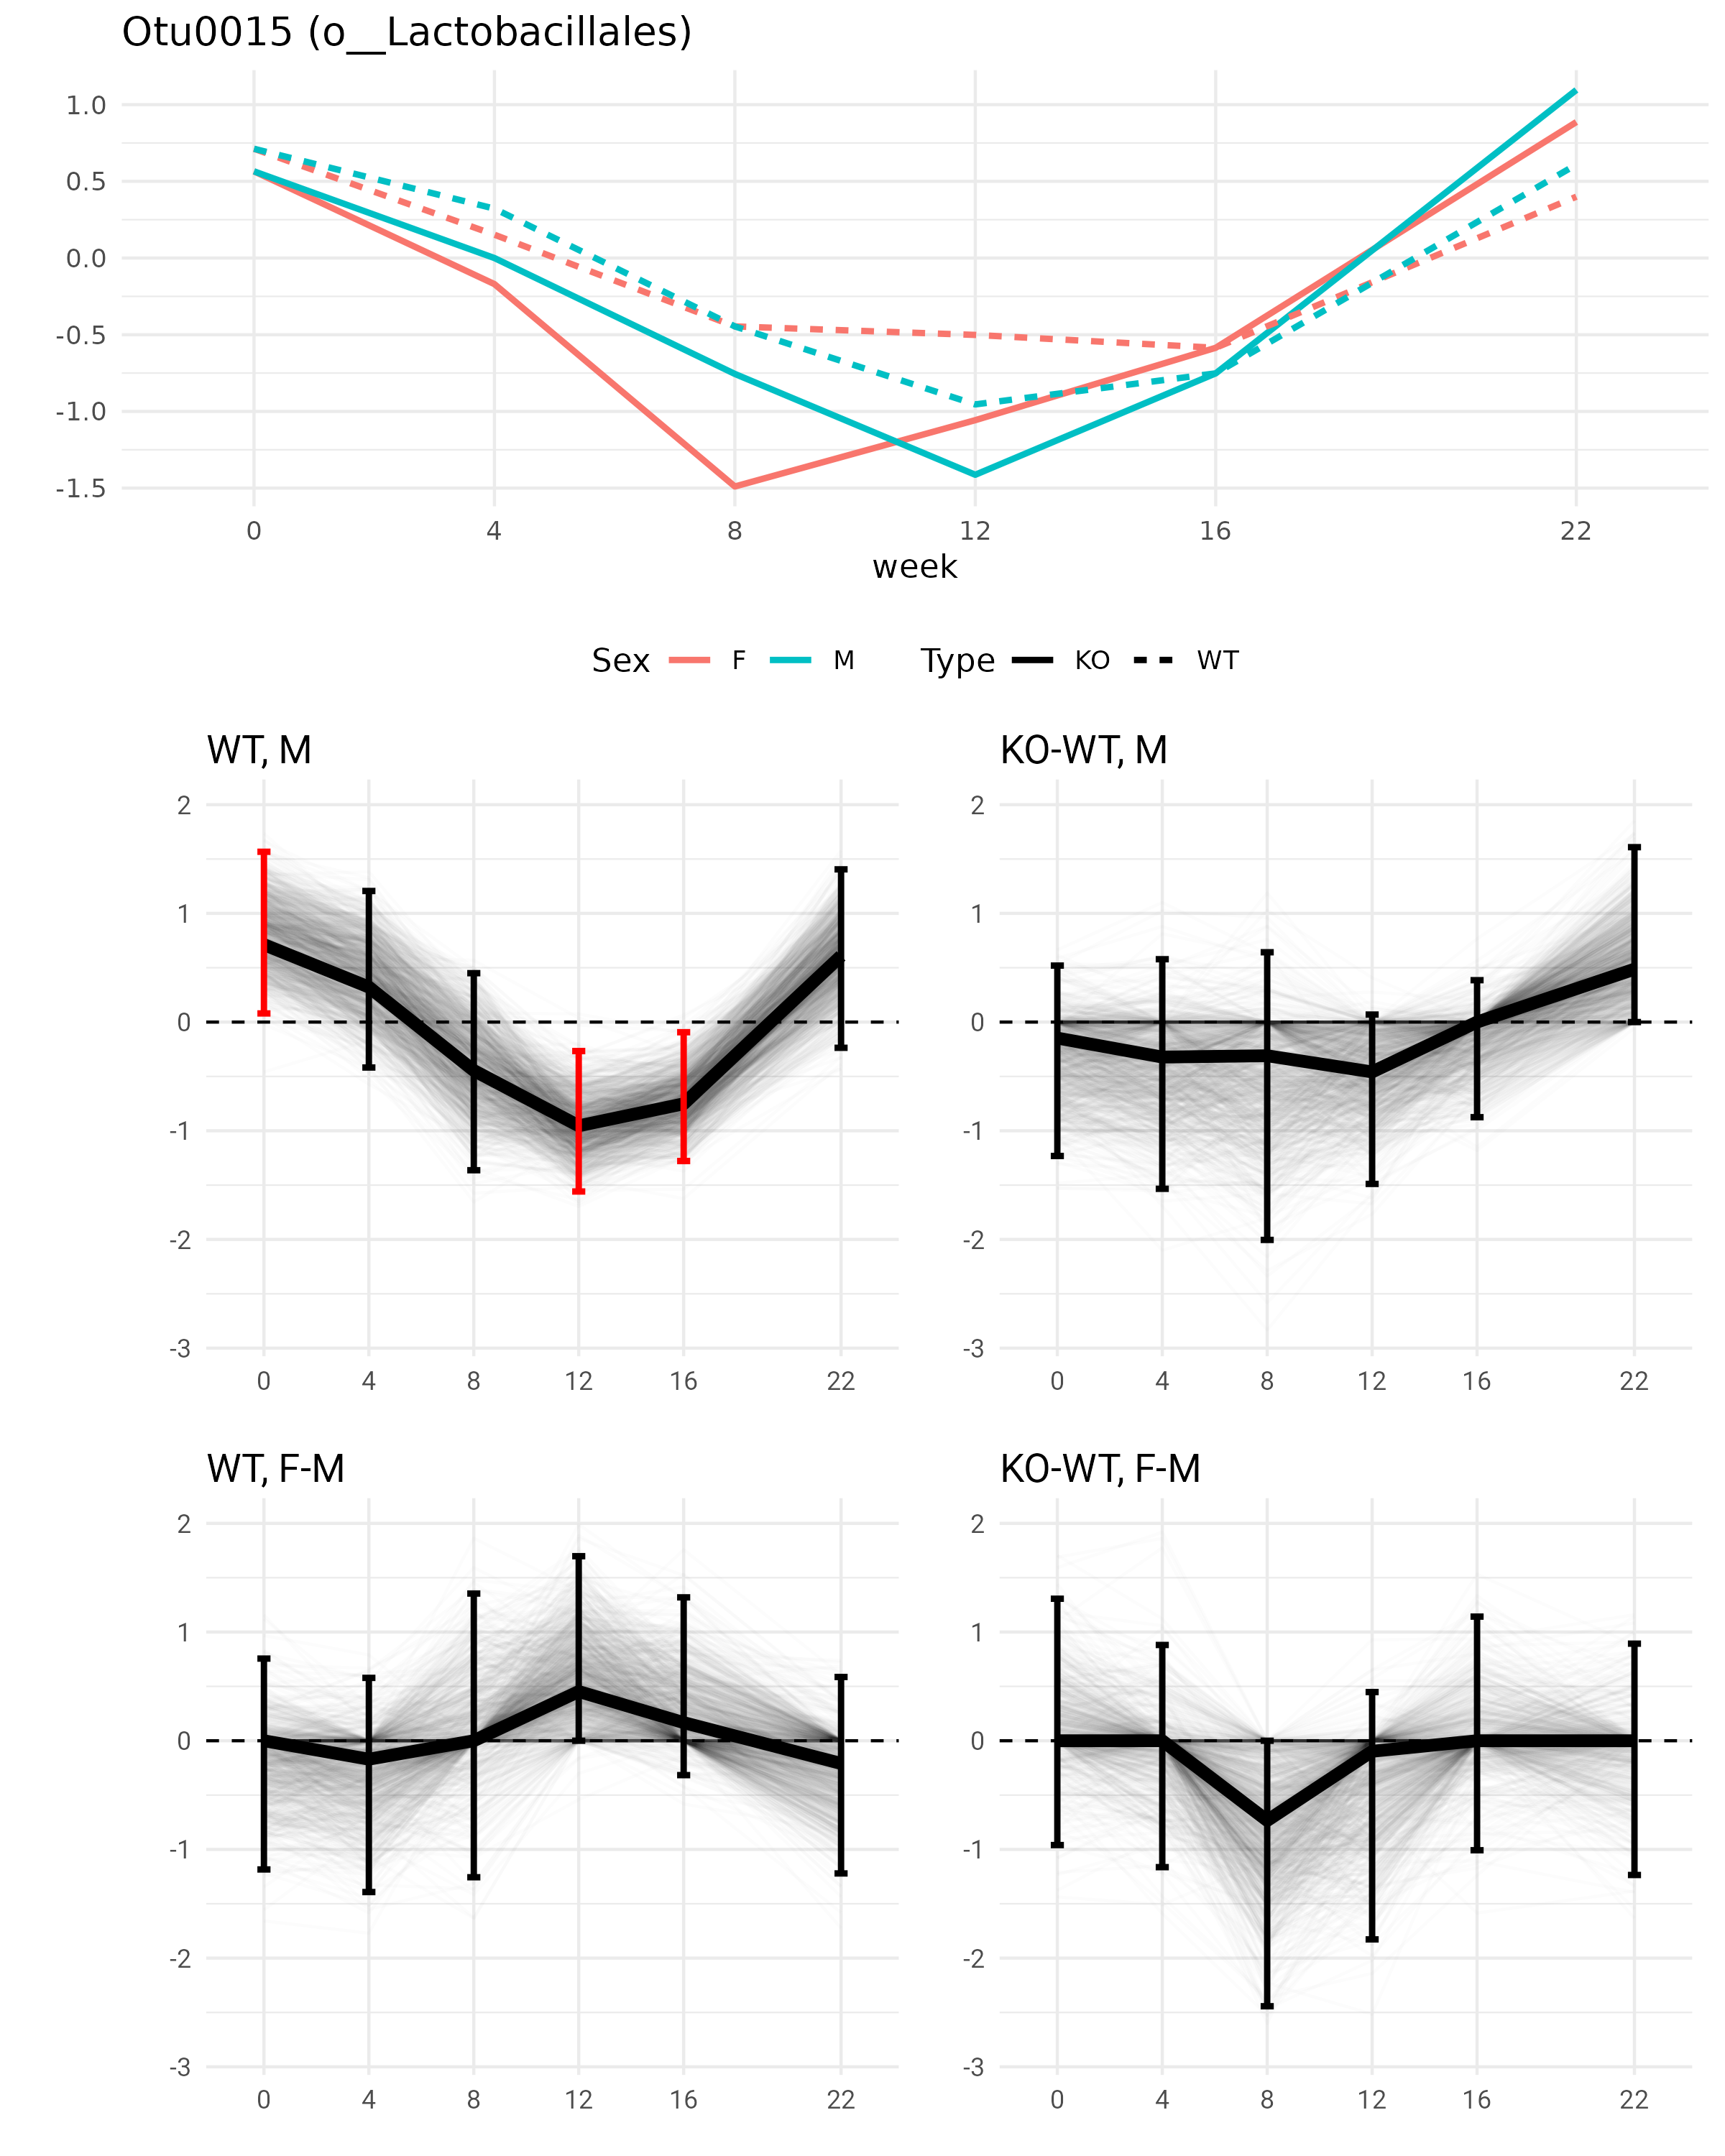 Otu0015 (o__Lactobacillales)
1.0
0.5
0.0
-0.5
-1.0
-1.5
0 4 8 12 16 22
week
Sex F M Type KO WT
WT, M KO-WT, M
2 2
1 1
0 0
-1 -1
-2 -2
-3 -3
0 4 8 12 16 22 0 4 8 12 16 22
WT, F-M KO-WT, F-M
2 2
1 1
0 0
-1 -1
-2 -2
-3 -3
0 4 8 12 16 22 0 4 8 12 16 22